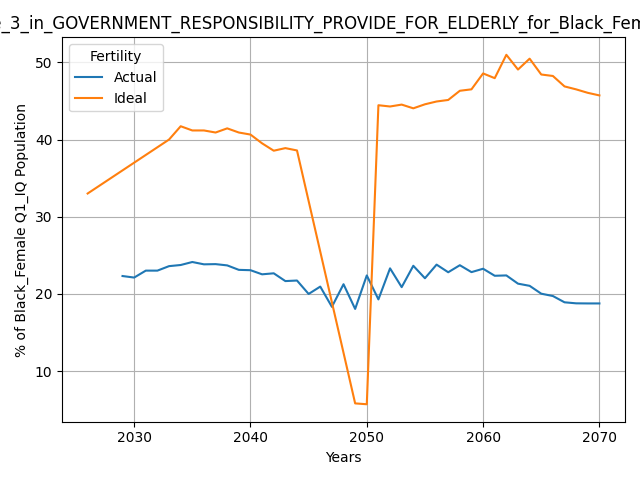 _3_in_GOVERNMENT_RESPONSIBILITY_PROVIDE_FOR_ELDERLY_for_Black_Fem
Fertility
Actual
Ideal
50
40
30
20
10
% of Black_Female Q1_IQ Population
2030 2040 2050 2060 2070
Years